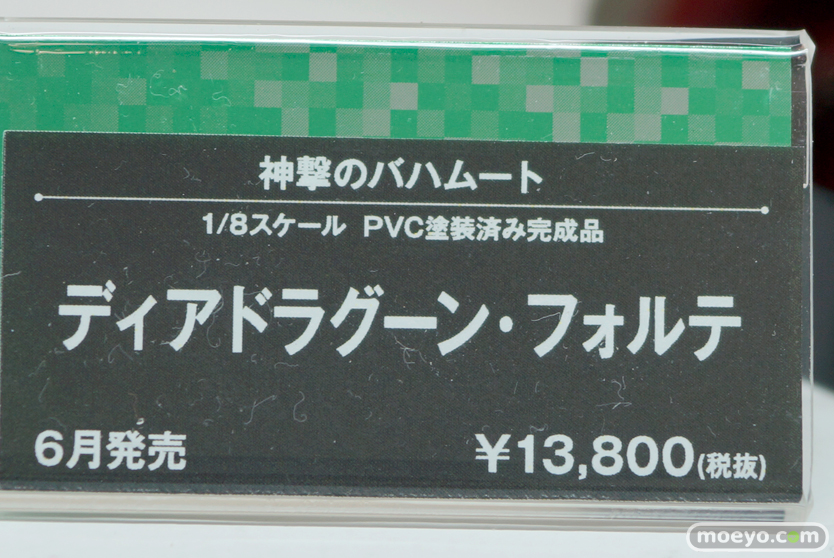 神撃のバハムート
1/8スケール PVC塗装済み完成品
ディアドラグーン・フォルテ
6月発売 ¥13,800(税抜)
moeyo.com